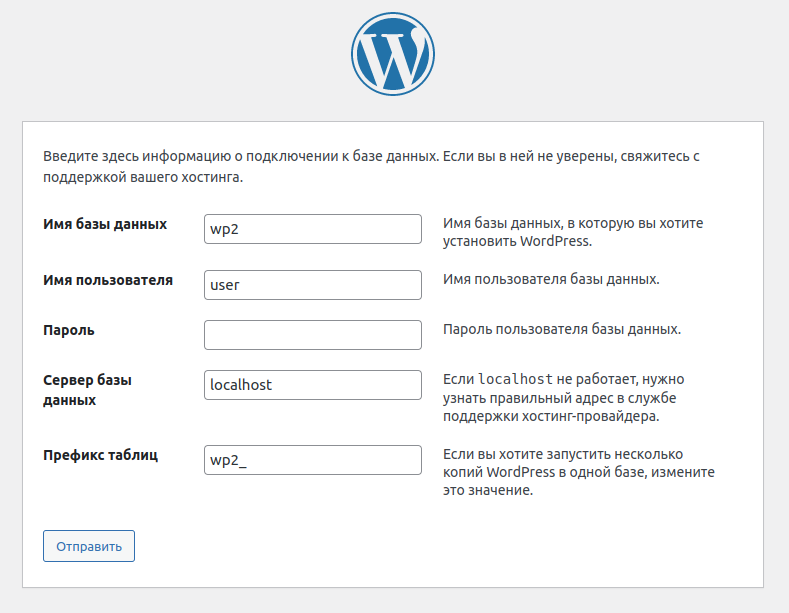 Введите здесь информацию о подключении к базе данных. Если вы в ней не уверены, свяжитесь с
поддержкой вашего хостинга.
Имя базы данных
wp2
Имя базы данных, в которую вы хотите
установить WordPress.
Имя пользователя
user
Имя пользователя базы данных.
Пароль
Пароль пользователя базы данных.
Сервер базы
данных
localhost
Если localhost не работает, нужно
узнать правильный адрес в службе
поддержки хостинг-провайдера.
Префикс таблиц
wp2_
Если вы хотите запустить несколько
копий WordPress в одной базе, измените
это значение.
Отправить